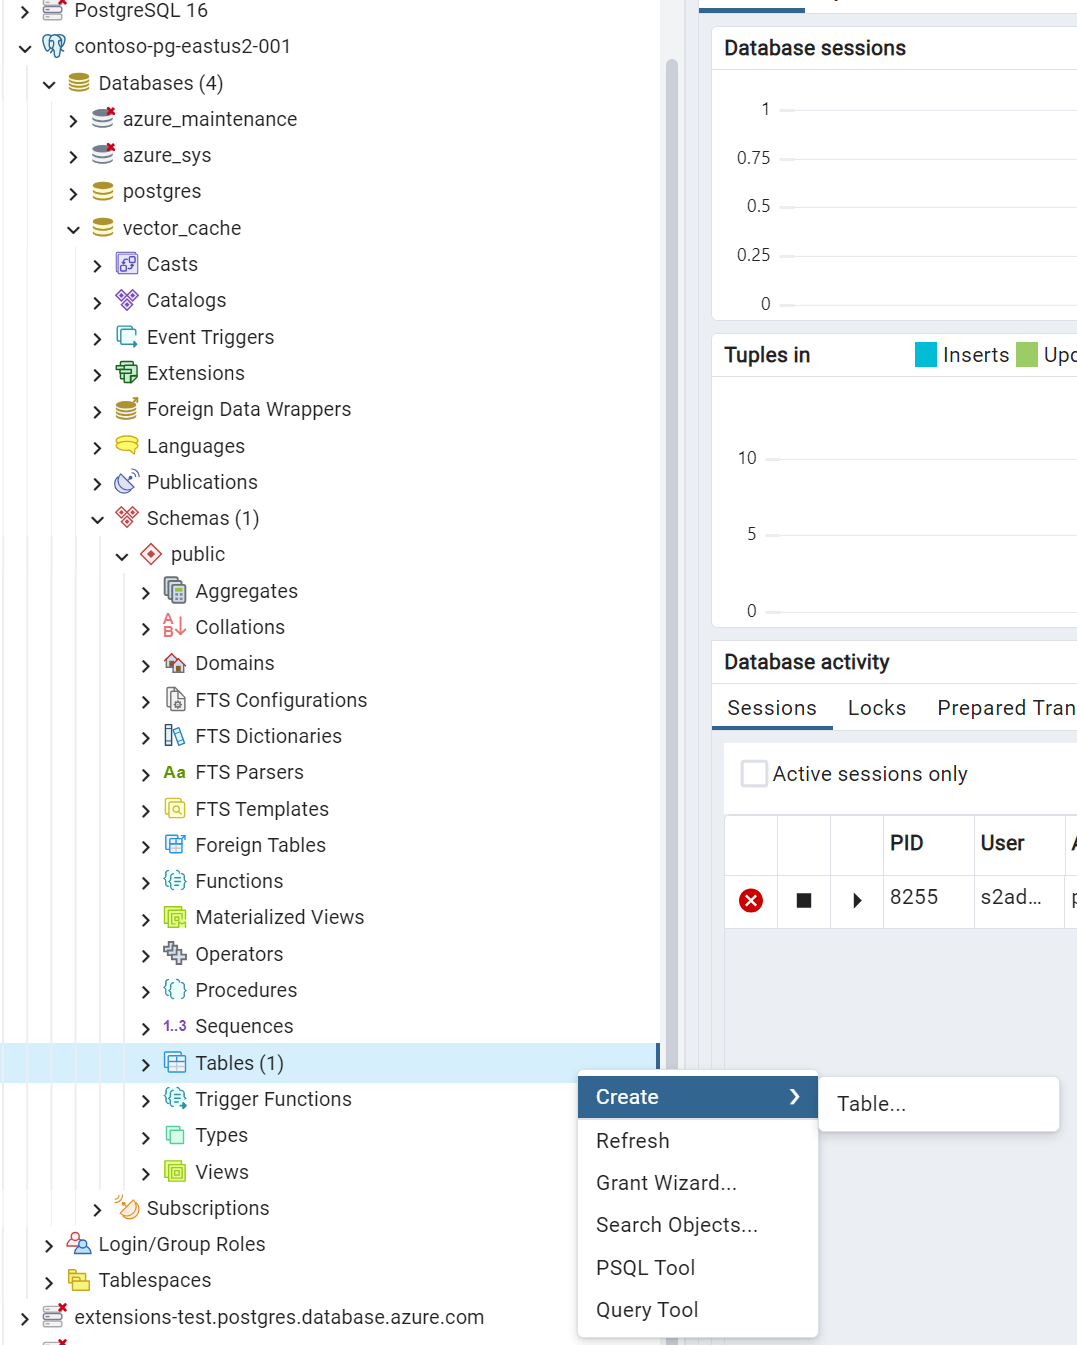 PostgreSQL 16
contoso-pg-eastus2-001
Databases (4)
azure_maintenance
azure_sys
postgres
vector_cache
Casts
Catalogs
Event Triggers
Extensions
Foreign Data Wrappers
Languages
Publications
Schemas (1)
public
Aggregates
Collations
Domains
FTS Configurations
FTS Dictionaries
Aa FTS Parsers
FTS Templates
Foreign Tables
Functions
Materialized Views
Operators
Procedures
1..3 Sequences
Tables (1)
Trigger Functions
Types
Views
Subscriptions
Login/Group Roles
Tablespaces
extensions-test.postgres.database.azure.com
Create
Refresh
Grant Wizard...
Search Objects...
PSQL Tool
Query Tool
Table...
Database sessions
1
0.75
0.5
0.25
0
Tuples in Inserts Upd
10
5
0
Database activity
Sessions Locks Prepared Tran
Active sessions only
PID User
8255 s2ad...